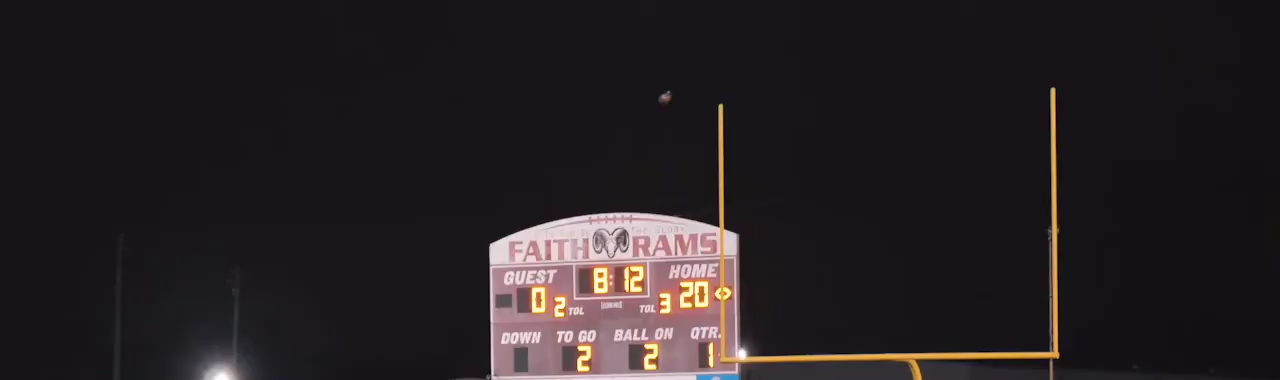 FAITH RAMS
GUEST 8:12 HOME
0 2 TOL TOL 3 20
DOWN TO GO BALL ON QTR.
2 2 1